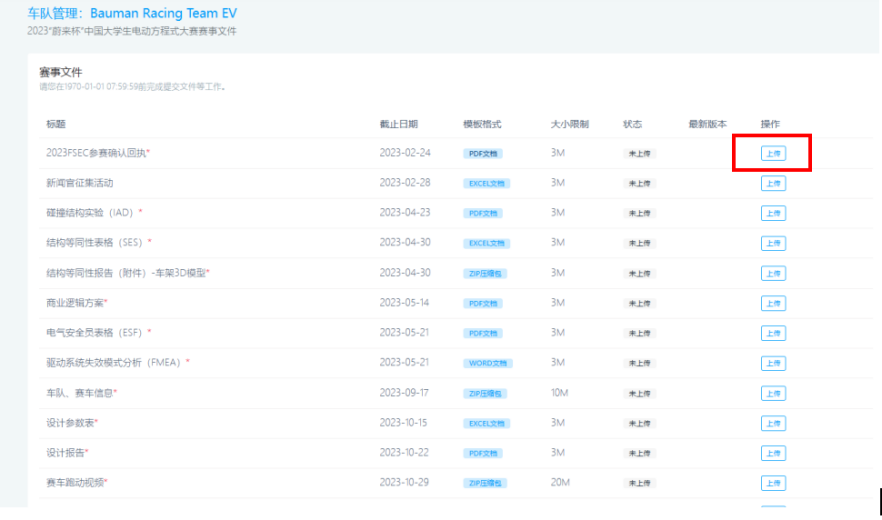 车队管理：Bauman Racing Team EV
2023"蔚来杯"中国大学生电动方程式大赛赛事文件
赛事文件
请您在1970-01-01 07:59:59前完成提交文件等工作。
标题 截止日期 模板格式 大小限制 状态 最新版本 操作
2023FSEC参赛确认回执* 2023-02-24 PDF文档 3M 未上传 上传
新闻官征集活动 2023-02-28 EXCEL文档 3M 未上传 上传
碰撞结构实验（IAD）* 2023-04-23 PDF文档 3M 未上传 上传
结构等同性表格（SES）* 2023-04-30 EXCEL文档 3M 未上传 上传
结构等同性报告（附件）-车架3D模型* 2023-04-30 ZIP压缩包 3M 未上传 上传
商业逻辑方案* 2023-05-14 PDF文档 3M 未上传 上传
电气安全员表格（ESF）* 2023-05-21 PDF文档 3M 未上传 上传
驱动系统失效模式分析（FMEA）* 2023-05-21 WORD文档 3M 未上传 上传
车队、赛车信息* 2023-09-17 ZIP压缩包 10M 未上传 上传
设计参数表* 2023-10-15 EXCEL文档 3M 未上传 上传
设计报告* 2023-10-22 PDF文档 3M 未上传 上传
赛车跑动视频* 2023-10-29 ZIP压缩包 20M 未上传 上传